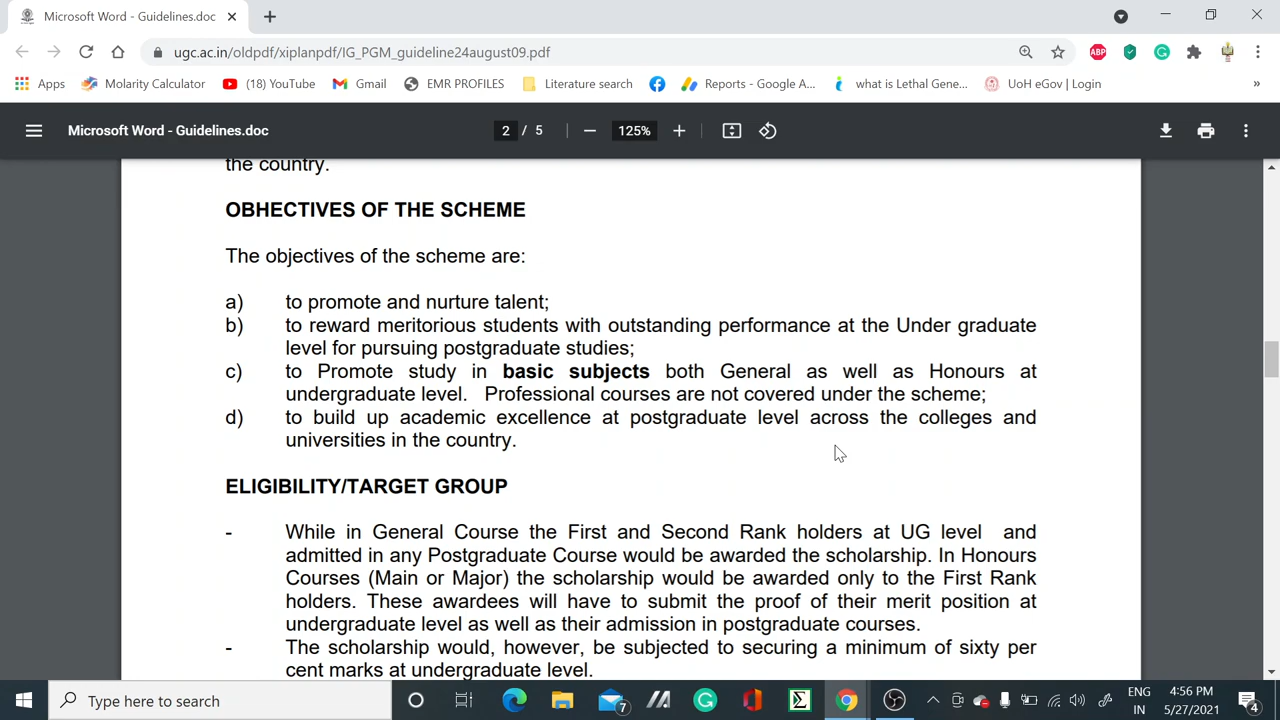 Microsoft Word - Guidelines.doc
ugc.ac.in/oldpdf/xiplanpdf/IG_PGM_guideline24august09.pdf
ABP
Apps Molarity Calculator (18) YouTube Gmail EMR PROFILES Literature search Reports - Google A... what is Lethal Gene... UoH eGov | Login »
Microsoft Word - Guidelines.doc 2 / 5 125%
the country.
OBHECTIVES OF THE SCHEME
The objectives of the scheme are:
a) to promote and nurture talent;
b) to reward meritorious students with outstanding performance at the Under graduate
level for pursuing postgraduate studies;
c) to Promote study in basic subjects both General as well as Honours at
undergraduate level. Professional courses are not covered under the scheme;
d) to build up academic excellence at postgraduate level across the colleges and
universities in the country.
ELIGIBILITY/TARGET GROUP
- While in General Course the First and Second Rank holders at UG level and
admitted in any Postgraduate Course would be awarded the scholarship. In Honours
Courses (Main or Major) the scholarship would be awarded only to the First Rank
holders. These awardees will have to submit the proof of their merit position at
undergraduate level as well as their admission in postgraduate courses.
- The scholarship would, however, be subjected to securing a minimum of sixty per
cent marks at undergraduate level.
Type here to search 7 ENG 4:56 PM
IN 5/27/2021 4